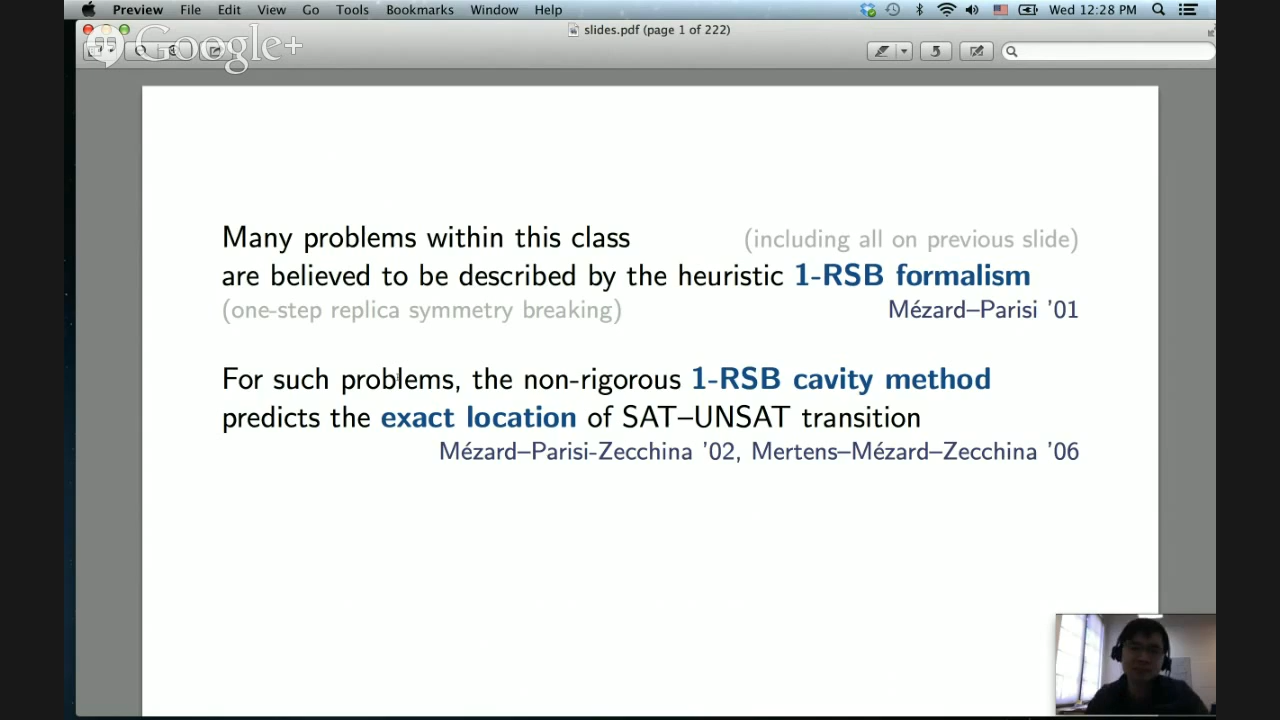 Preview File Edit View Go Tools Bookmarks Window Help Wed 12:28 PM
Google+
slides.pdf (page 1 of 222)
Many problems within this class (including all on previous slide)
are believed to be described by the heuristic 1-RSB formalism
(one-step replica symmetry breaking) Mézard–Parisi '01
For such problems, the non-rigorous 1-RSB cavity method
predicts the exact location of SAT–UNSAT transition
Mézard–Parisi-Zecchina '02, Mertens–Mézard–Zecchina '06